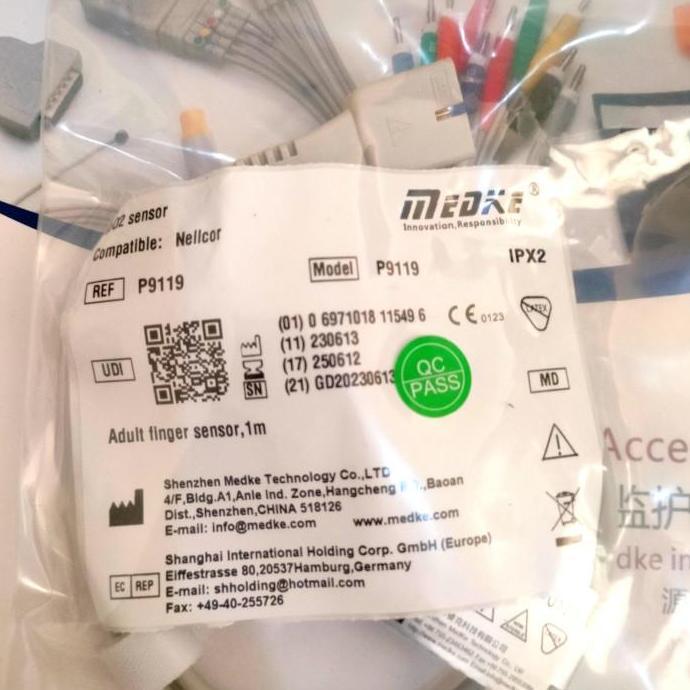 MEDKE®
Innovation,Responsibility
O2 sensor
Compatible: Nellcor
IPX2
REF P9119
Model P9119
(01) 0 6971018 11549 6
CE 0123
LATEX
(11) 230613
UDI
(17) 250612
SN
(21) GD20230613
QC
PASS
MD
Adult finger sensor,1m
Shenzhen Medke Technology Co.,LTD
4/F,Bldg.A1,Anle Ind. Zone,Hangcheng
,Baoan
Dist.,Shenzhen,CHINA 518126
E-mail: info@medke.com www.medke.com
EC REP
Shanghai International Holding Corp. GmbH (Europe)
Eiffestrasse 80,20537Hamburg,Germany
E-mail: shholding@hotmail.com
Fax: +49-40-255726
Acce
监护
dke in
源